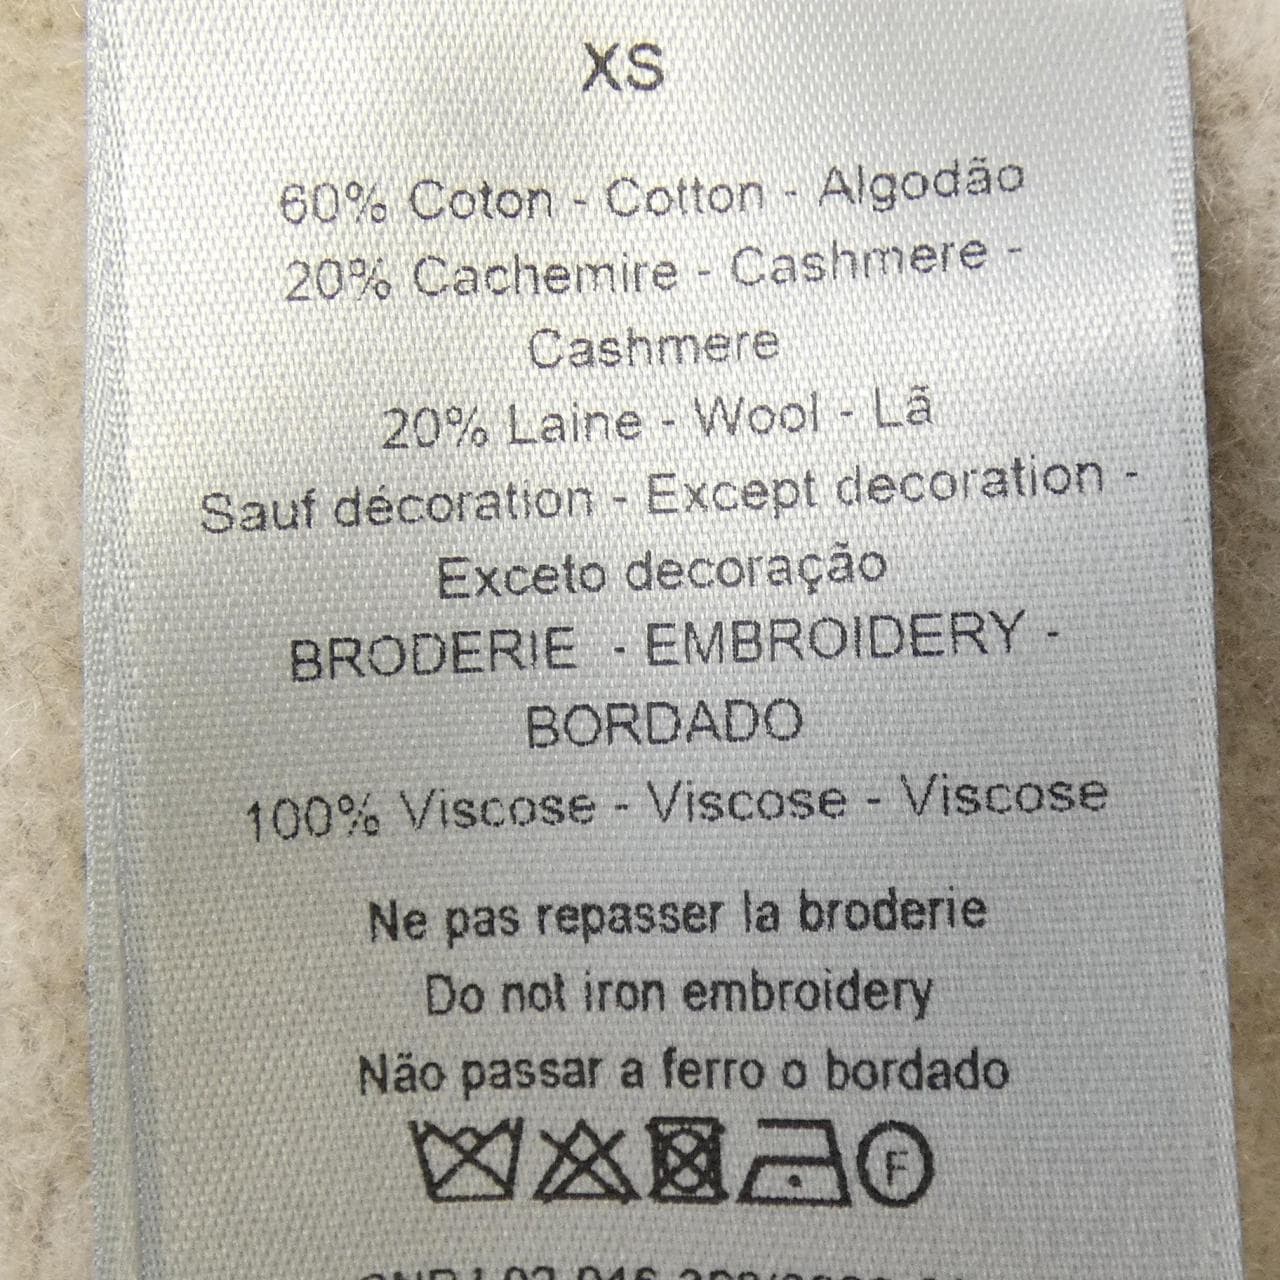 XS
60% Coton - Cotton - Algodão
20% Cachemire - Cashmere -
Cashmere
20% Laine - Wool - Lã
Sauf décoration - Except decoration -
Exceto decoração
BRODERIE - EMBROIDERY -
BORDADO
100% Viscose - Viscose - Viscose
Ne pas repasser la broderie
Do not iron embroidery
Não passar a ferro o bordado
F